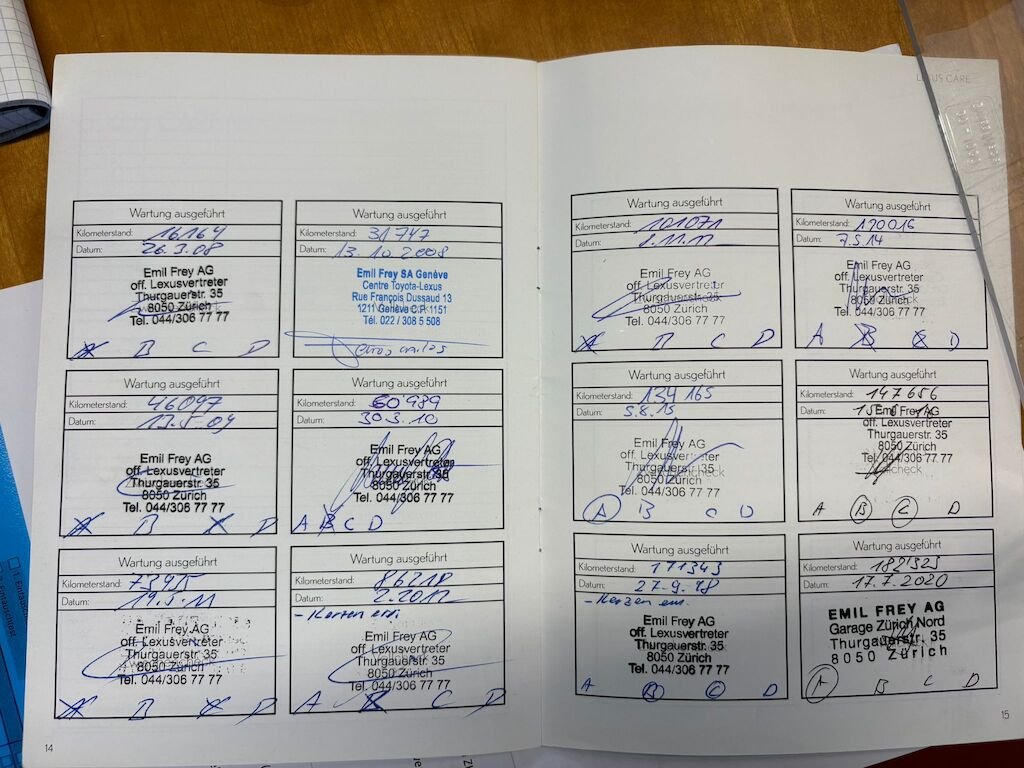 LEXUS CARE
Wartung ausgeführt
Kilometerstand: 16164
Datum: 26.3.08
Emil Frey AG
off. Lexusvertreter
Thurgauerstr. 35
8050 Zürich
Tel. 044/306 77 77
A B C D
Wartung ausgeführt
Kilometerstand: 31747
Datum: 13.10.2008
Emil Frey SA Genève
Centre Toyota-Lexus
Rue François Dussaud 13
1211 Genève C.P. 1151
Tél. 022 / 308 5 508
Wartung ausgeführt
Kilometerstand: 46097
Datum:
Emil Frey AG
off. Lexusvertreter
Thurgauerstr. 35
8050 Zürich
Tel. 044/306 77 77
A B C D
Wartung ausgeführt
Kilometerstand: 60989
Datum: 30.3.10
Emil Frey AG
off. Lexusvertreter
Thurgauerstr. 35
8050 Zürich
Tel. 044/306 77 77
A B C D
Wartung ausgeführt
Kilometerstand: 73915
Datum: 19.5.11
Emil Frey AG
off. Lexusvertreter
Thurgauerstr. 35
8050 Zürich
Tel. 044/306 77 77
A B C D
Wartung ausgeführt
Kilometerstand: 86218
Datum: 2.2012
- Kerzen
Emil Frey AG
off. Lexusvertreter
Thurgauerstr. 35
8050 Zürich
Tel. 044/306 77 77
A B C D
14
Wartung ausgeführt
Kilometerstand: 101071
Datum:
Emil Frey AG
off. Lexusvertreter
Thurgauerstr. 35
8050 Zürich
Tel. 044/306 77 77
A B C D
Wartung ausgeführt
Kilometerstand: 120016
Datum: 7.5.14
Emil Frey AG
off. Lexusvertreter
Thurgauerstr. 35
8050 Zürich
Tel. 044/306 77 77
A B C D
Wartung ausgeführt
Kilometerstand: 134165
Datum: 5.8.15
Emil Frey AG
off. Lexusvertreter
Thurgauerstr. 35
8050 Zürich
Tel. 044/306 77 77
A B C D
Wartung ausgeführt
Kilometerstand: 147656
Datum:
Emil Frey AG
off. Lexusvertreter
Thurgauerstr. 35
8050 Zürich
Tel. 044/306 77 77
A B C D
Wartung ausgeführt
Kilometerstand: 171343
Datum: 27.9.18
- Kerzen
Emil Frey AG
off. Lexusvertreter
Thurgauerstr. 35
8050 Zürich
Tel. 044/306 77 77
A B C D
Wartung ausgeführt
Kilometerstand: 182323
Datum: 17.7.2020
EMIL FREY AG
Garage Zürich Nord
Thurgauerstr. 35
8050 Zürich
A B C D
15